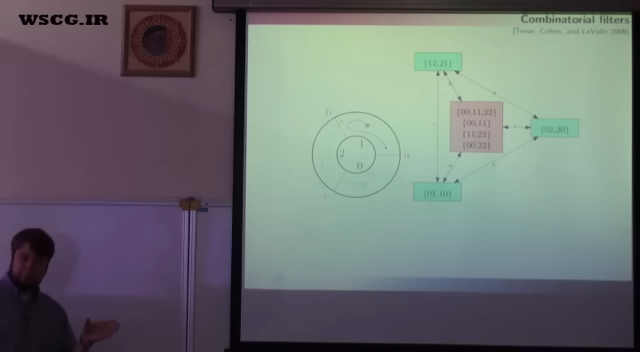 WSCG.IR
Combinatorial filters
[Tovar, Cohen, and LaValle 2009]
{12,21}
{00,11,22}
{00,11}
{11,22}
{00,22}
{02,20}
{01,10}
b
1
2
0
a
c